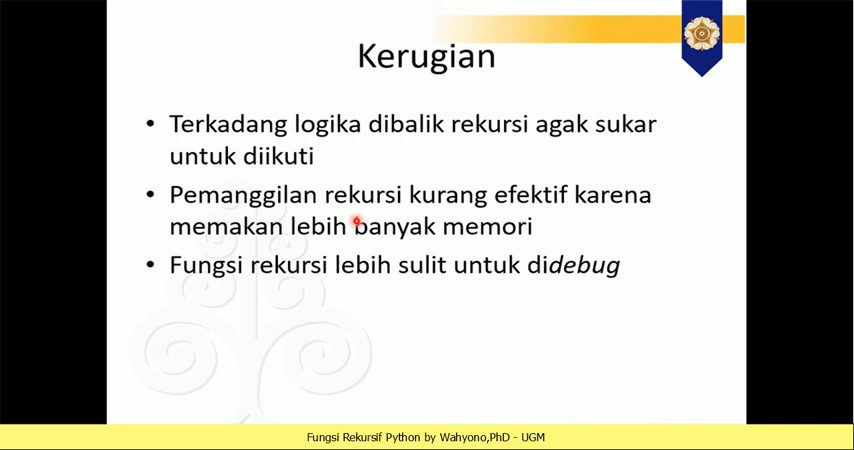 Kerugian
• Terkadang logika dibalik rekursi agak sukar
untuk diikuti
• Pemanggilan rekursi kurang efektif karena
memakan lebih banyak memori
• Fungsi rekursi lebih sulit untuk didebug
Fungsi Rekursif Python by Wahyono,PhD - UGM